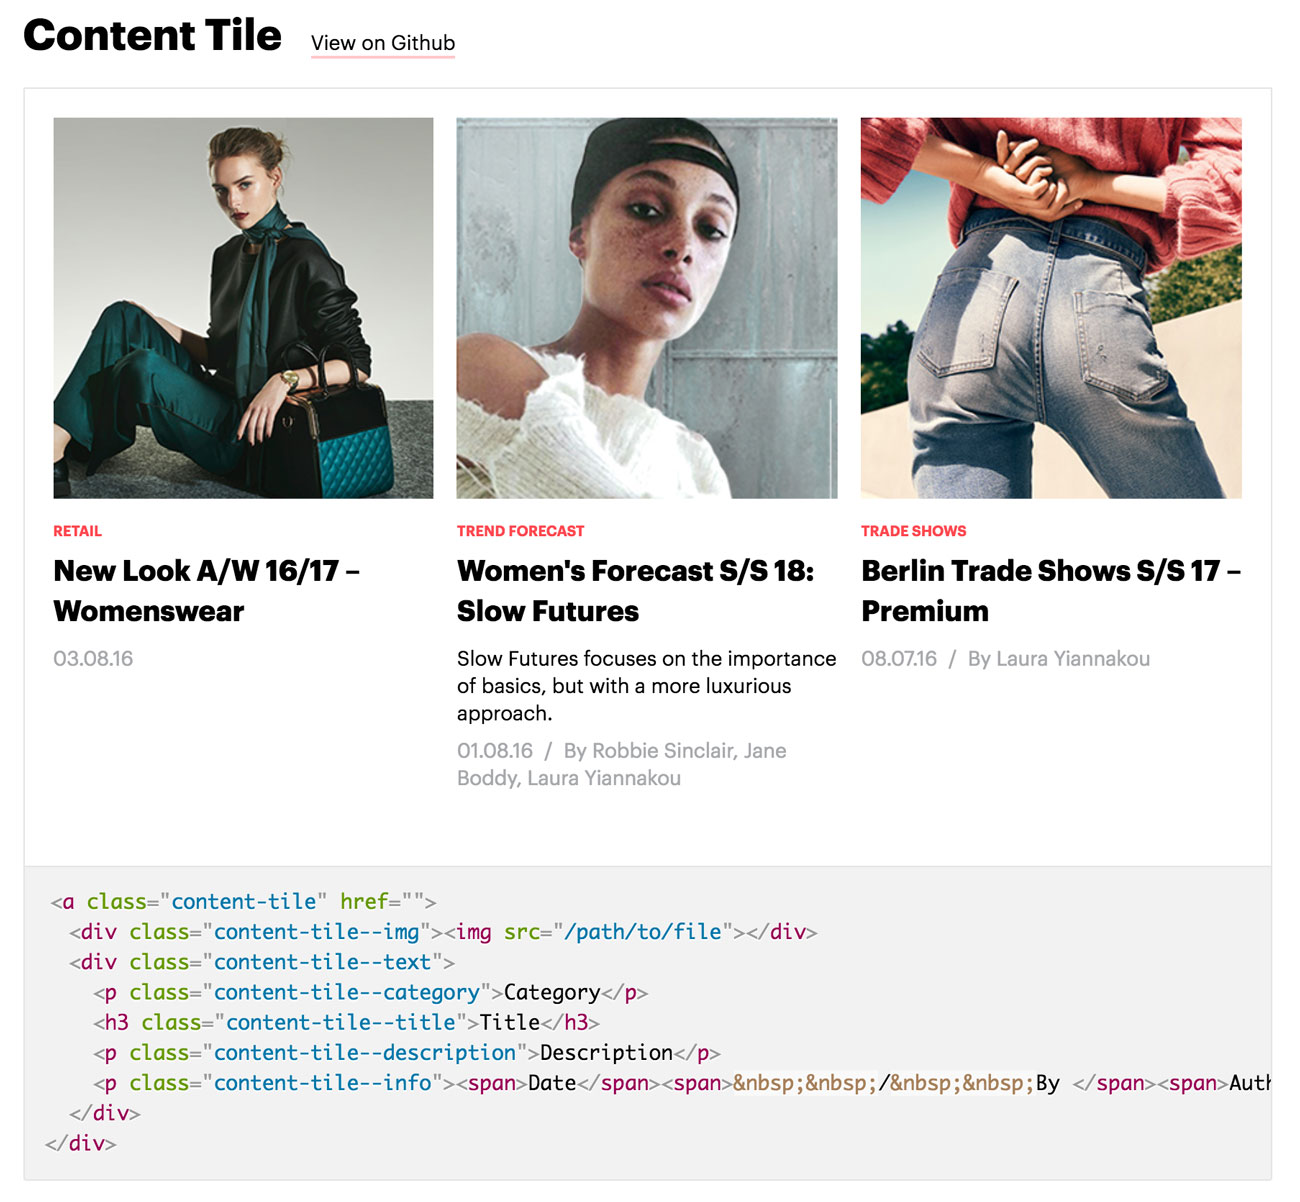 Content Tile
View on Github
RETAIL
New Look A/W 16/17 –
Womenswear
03.08.16
TREND FORECAST
Women's Forecast S/S 18:
Slow Futures
Slow Futures focuses on the importance
of basics, but with a more luxurious
approach.
01.08.16 / By Robbie Sinclair, Jane
Boddy, Laura Yiannakou
TRADE SHOWS
Berlin Trade Shows S/S 17 –
Premium
08.07.16 / By Laura Yiannakou
<a class="content-tile" href="">
<div class="content-tile--img"><img src="/path/to/file"></div>
<div class="content-tile--text">
<p class="content-tile--category">Category</p>
<h3 class="content-tile--title">Title</h3>
<p class="content-tile--description">Description</p>
<p class="content-tile--info"><span>Date</span><span>&nbsp;&nbsp;/&nbsp;&nbsp;By </span><span>Auth
</div>
</div>